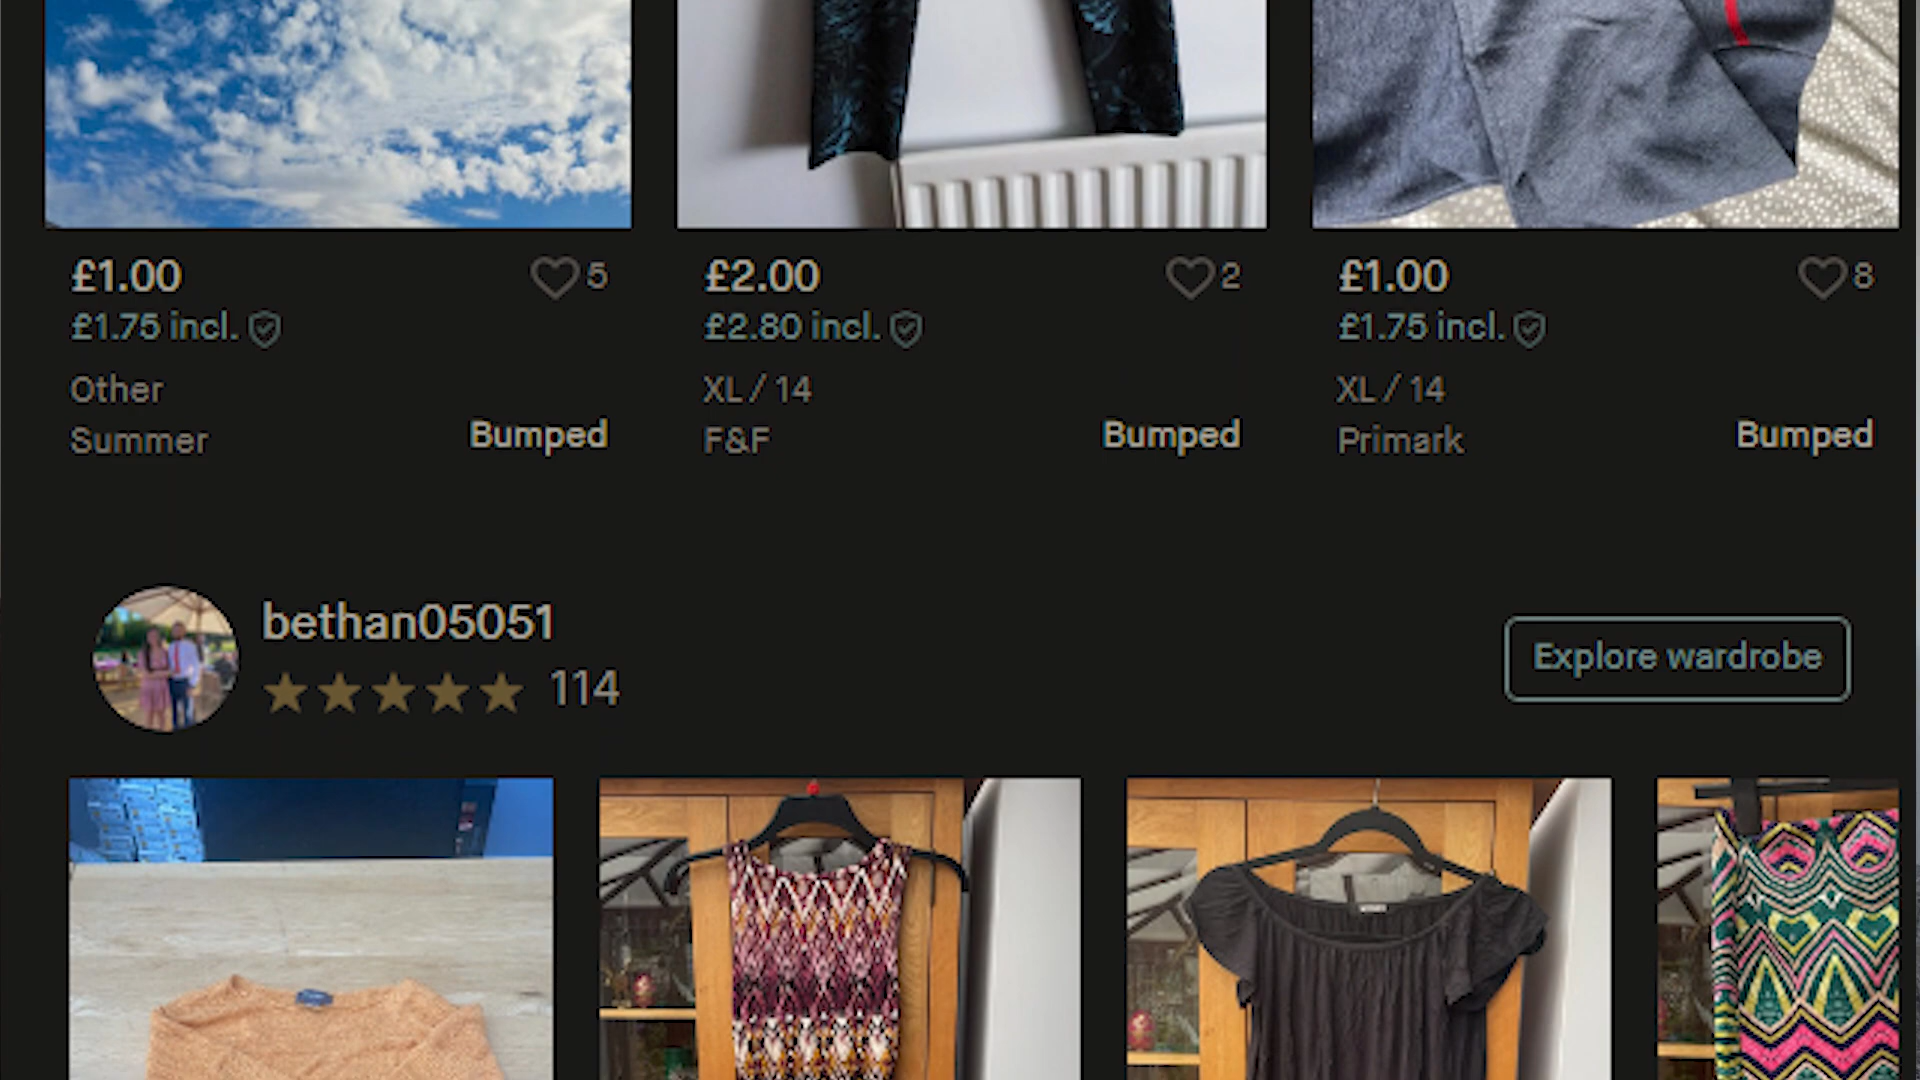 £1.00 5
£1.75 incl.
Other
Summer Bumped
£2.00 2
£2.80 incl.
XL / 14
F&F Bumped
£1.00 8
£1.75 incl.
XL / 14
Primark Bumped
bethan05051
114
Explore wardrobe